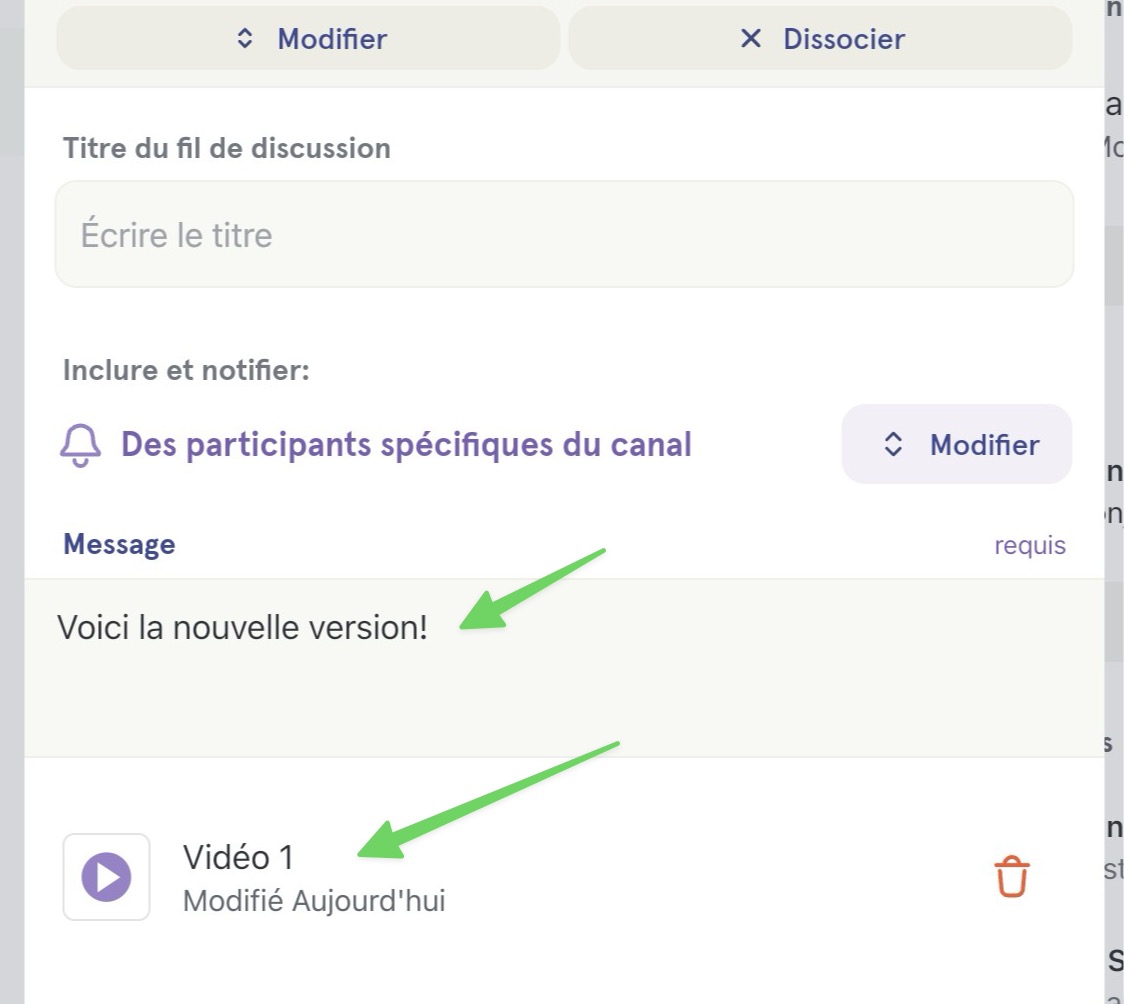 Modifier
Dissocier
Titre du fil de discussion
Écrire le titre
Inclure et notifier:
Des participants spécifiques du canal
Modifier
Message
requis
Voici la nouvelle version!
Vidéo 1
Modifié Aujourd'hui